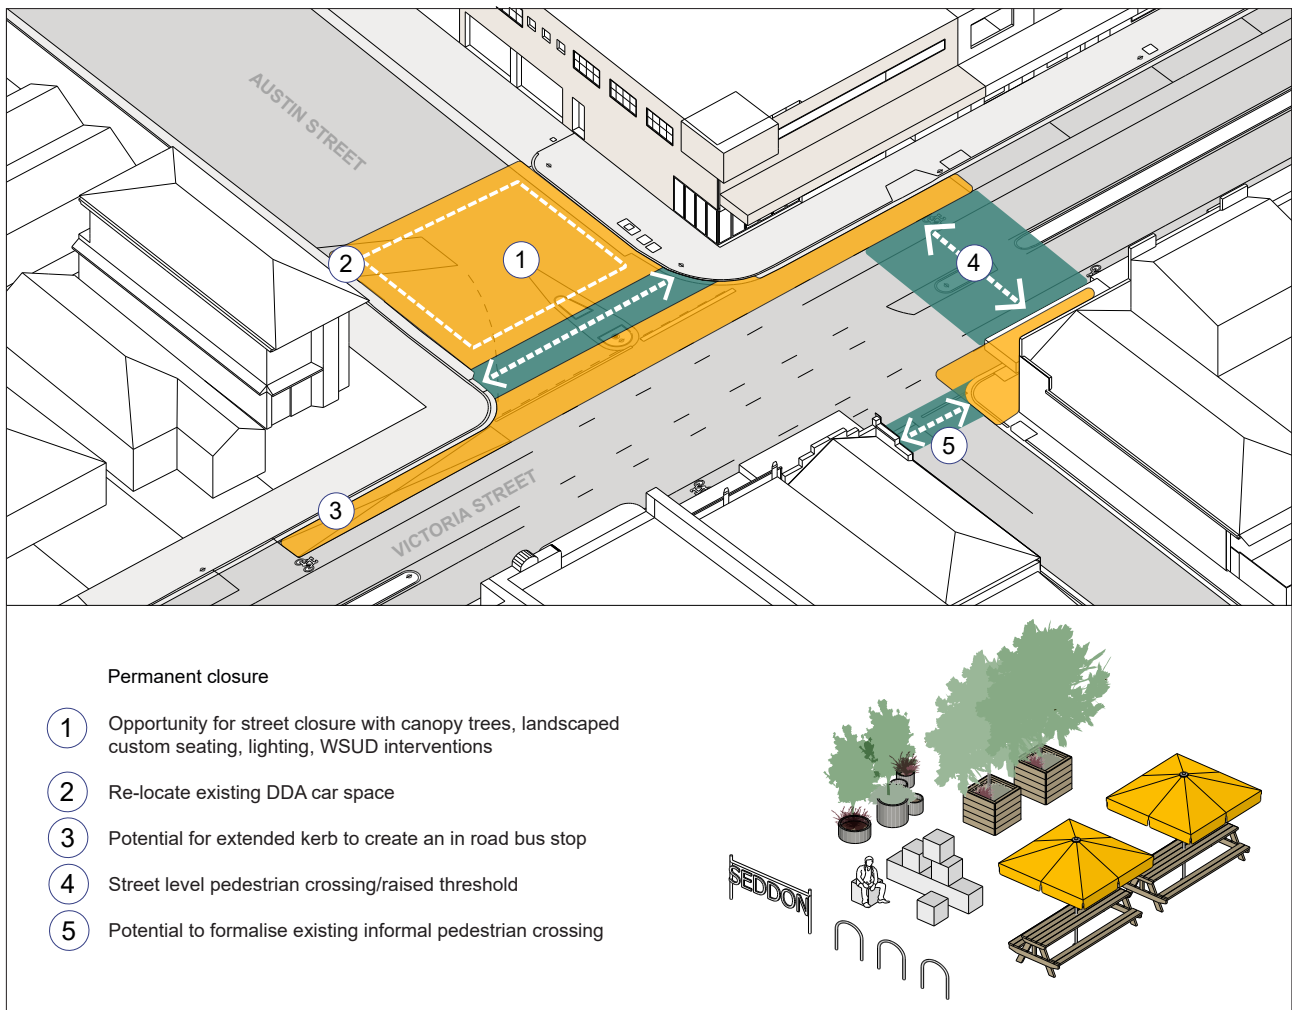 AUSTIN STREET
2
1
4
5
3
VICTORIA STREET
Permanent closure
1 Opportunity for street closure with canopy trees, landscaped
custom seating, lighting, WSUD interventions
2 Re-locate existing DDA car space
3 Potential for extended kerb to create an in road bus stop
4 Street level pedestrian crossing/raised threshold
5 Potential to formalise existing informal pedestrian crossing
SEDDON